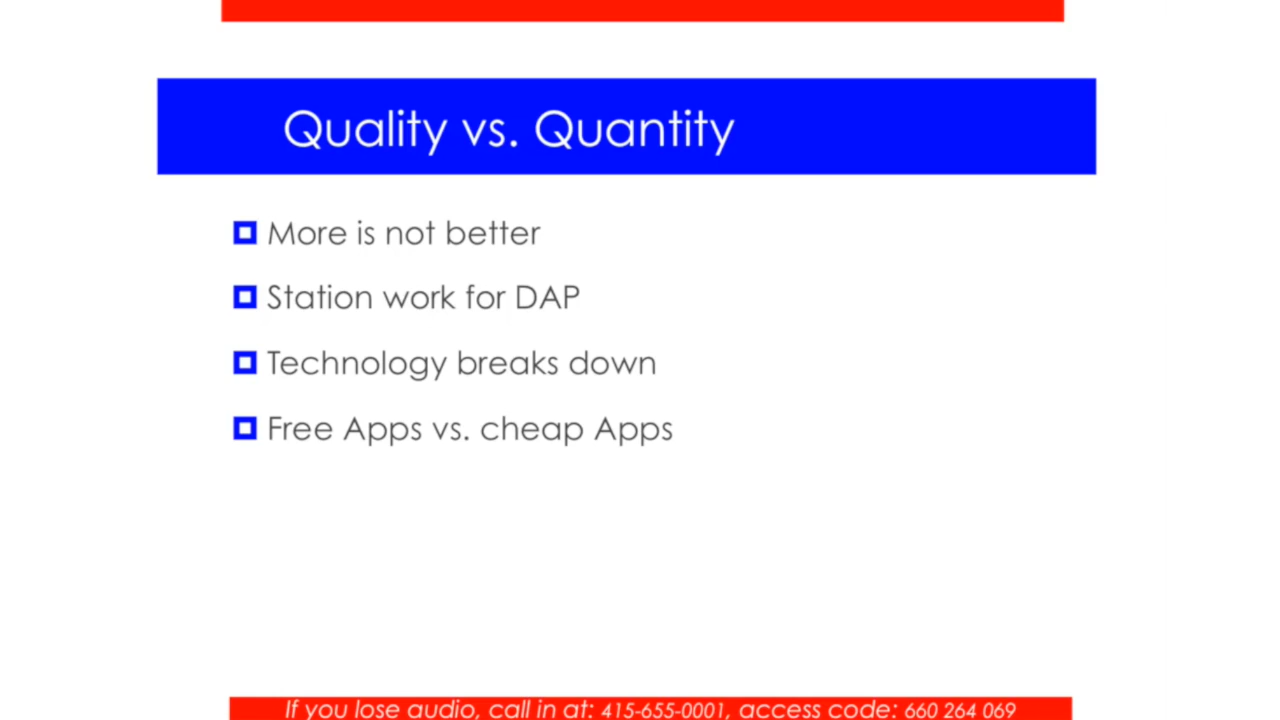 Quality vs. Quantity
More is not better
Station work for DAP
Technology breaks down
Free Apps vs. cheap Apps
If you lose audio, call in at: 415-655-0001, access code: 660 264 069